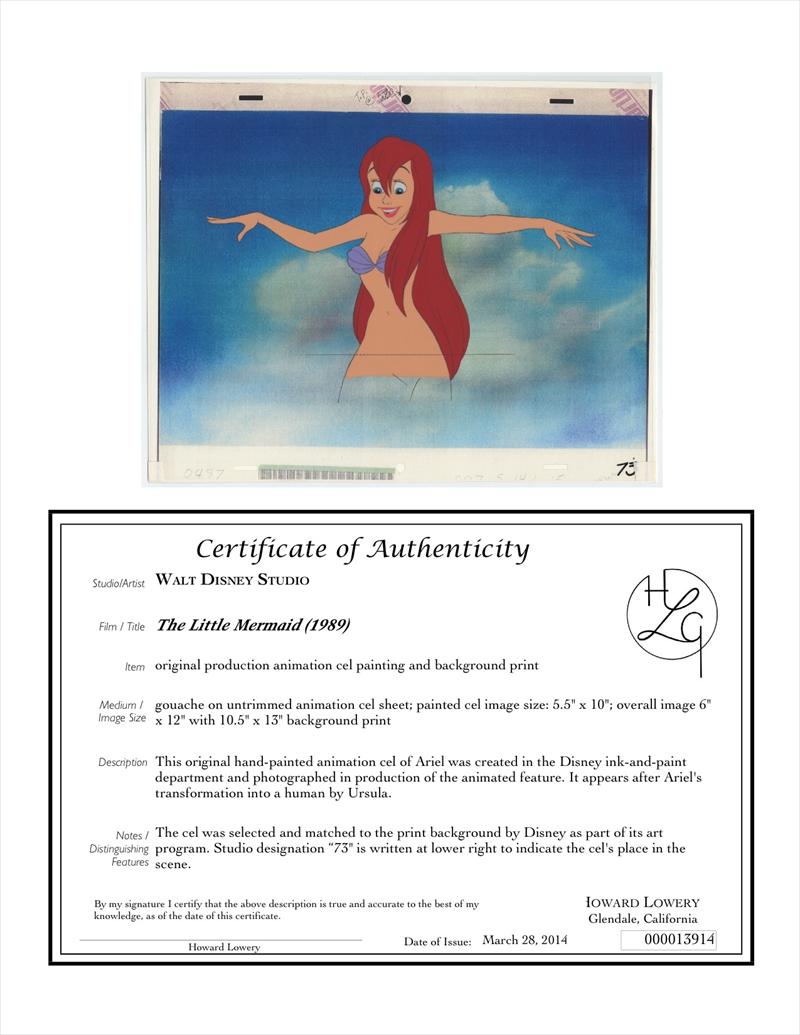 0497
73
Certificate of Authenticity
Studio/Artist WALT DISNEY STUDIO
HLG
Film / Title The Little Mermaid (1989)
Item original production animation cel painting and background print
Medium / gouache on untrimmed animation cel sheet; painted cel image size: 5.5" x 10"; overall image 6"
Image Size x 12" with 10.5" x 13" background print
Description This original hand-painted animation cel of Ariel was created in the Disney ink-and-paint
department and photographed in production of the animated feature. It appears after Ariel's
transformation into a human by Ursula.
Notes / The cel was selected and matched to the print background by Disney as part of its art
Distinguishing program. Studio designation “73" is written at lower right to indicate the cel's place in the
Features scene.
By my signature I certify that the above description is true and accurate to the best of my
knowledge, as of the date of this certificate.
HOWARD LOWERY
Glendale, California
Howard Lowery
Date of Issue: March 28, 2014
000013914